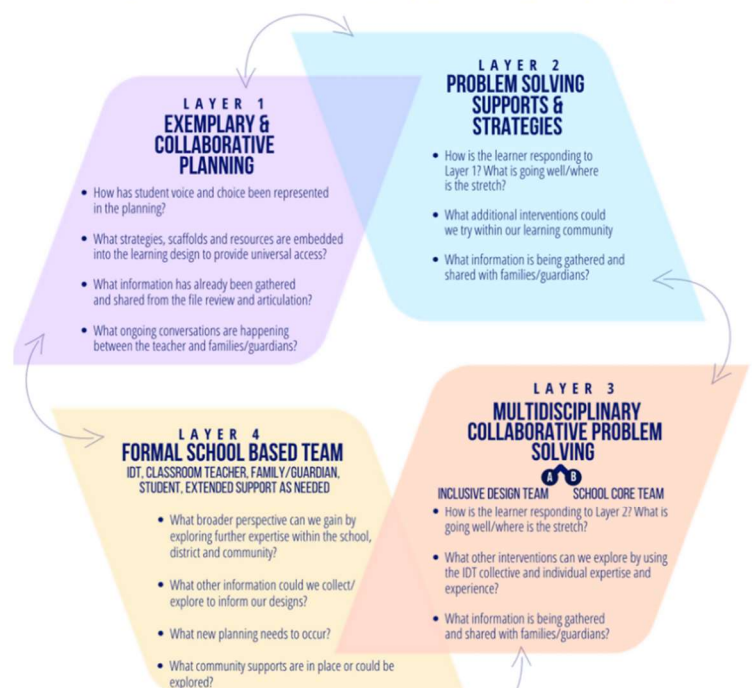 LAYER 1
EXEMPLARY &
COLLABORATIVE
PLANNING
• How has student voice and choice been represented
in the planning?
• What strategies, scaffolds and resources are embedded
into the learning design to provide universal access?
• What information has already been gathered
and shared from the file review and articulation?
• What ongoing conversations are happening
between the teacher and families/guardians?
LAYER 2
PROBLEM SOLVING
SUPPORTS &
STRATEGIES
• How is the learner responding to
Layer 1? What is going well/where
is the stretch?
• What additional interventions could
we try within our learning community
• What information is being gathered and
shared with families/guardians?
LAYER 3
MULTIDISCIPLINARY
COLLABORATIVE PROBLEM
SOLVING
A B
INCLUSIVE DESIGN TEAM SCHOOL CORE TEAM
• How is the learner responding to Layer 2? What is
going well/where is the stretch?
• What other interventions can we explore by using
the IDT collective and individual expertise and
experience?
• What information is being gathered
and shared with families/guardians?
LAYER 4
FORMAL SCHOOL BASED TEAM
IDT, CLASSROOM TEACHER, FAMILY/GUARDIAN,
STUDENT, EXTENDED SUPPORT AS NEEDED
• What broader perspective can we gain by
exploring further expertise within the school,
district and community?
• What other information could we collect/
explore to inform our designs?
• What new planning needs to occur?
• What community supports are in place or could be
explored?